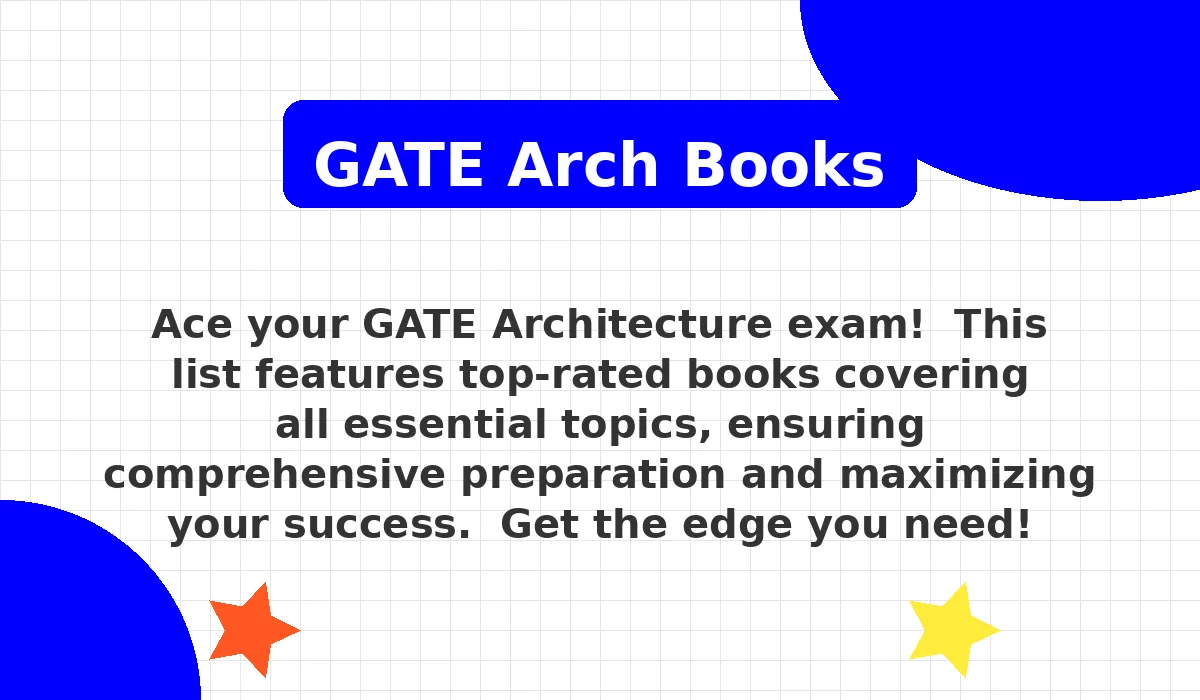 GATE Arch Books
Ace your GATE Architecture exam!  This
list features top-rated books covering
all essential topics, ensuring
comprehensive preparation and maximizing
your success.  Get the edge you need!